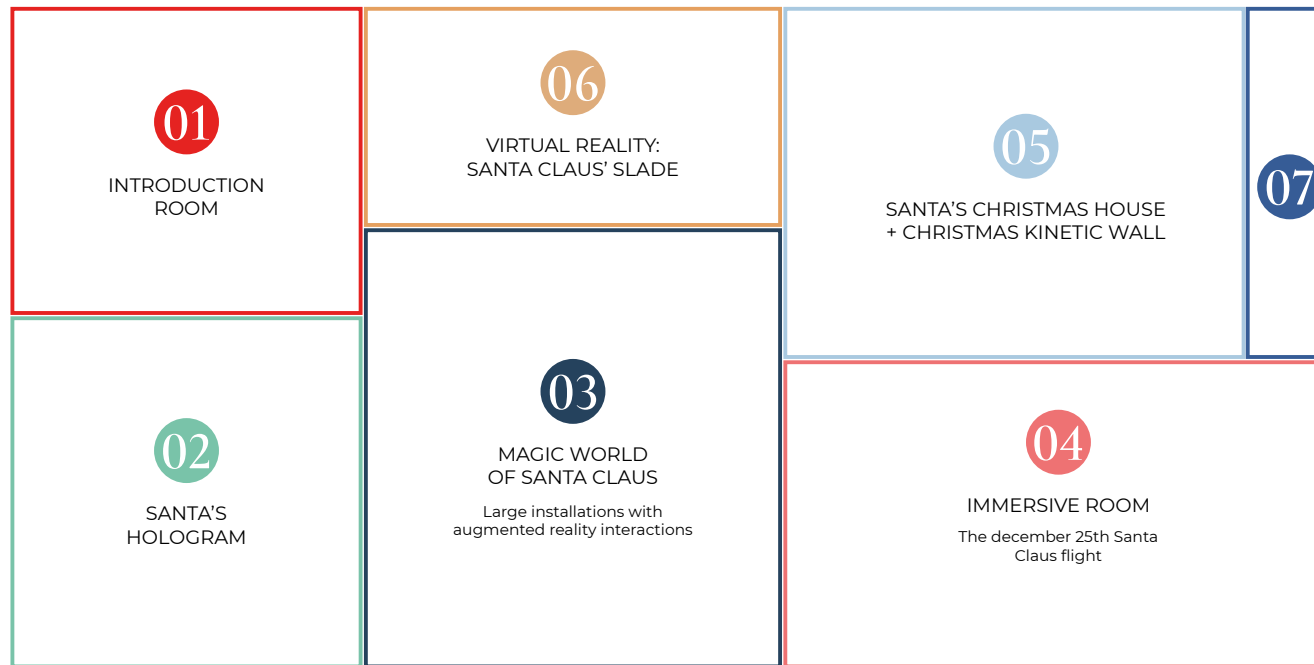 01
INTRODUCTION
ROOM
02
SANTA’S
HOLOGRAM
06
VIRTUAL REALITY:
SANTA CLAUS’ SLADE
03
MAGIC WORLD
OF SANTA CLAUS
Large installations with
augmented reality interactions
05
SANTA’S CHRISTMAS HOUSE
+ CHRISTMAS KINETIC WALL
07
04
IMMERSIVE ROOM
The december 25th Santa
Claus flight